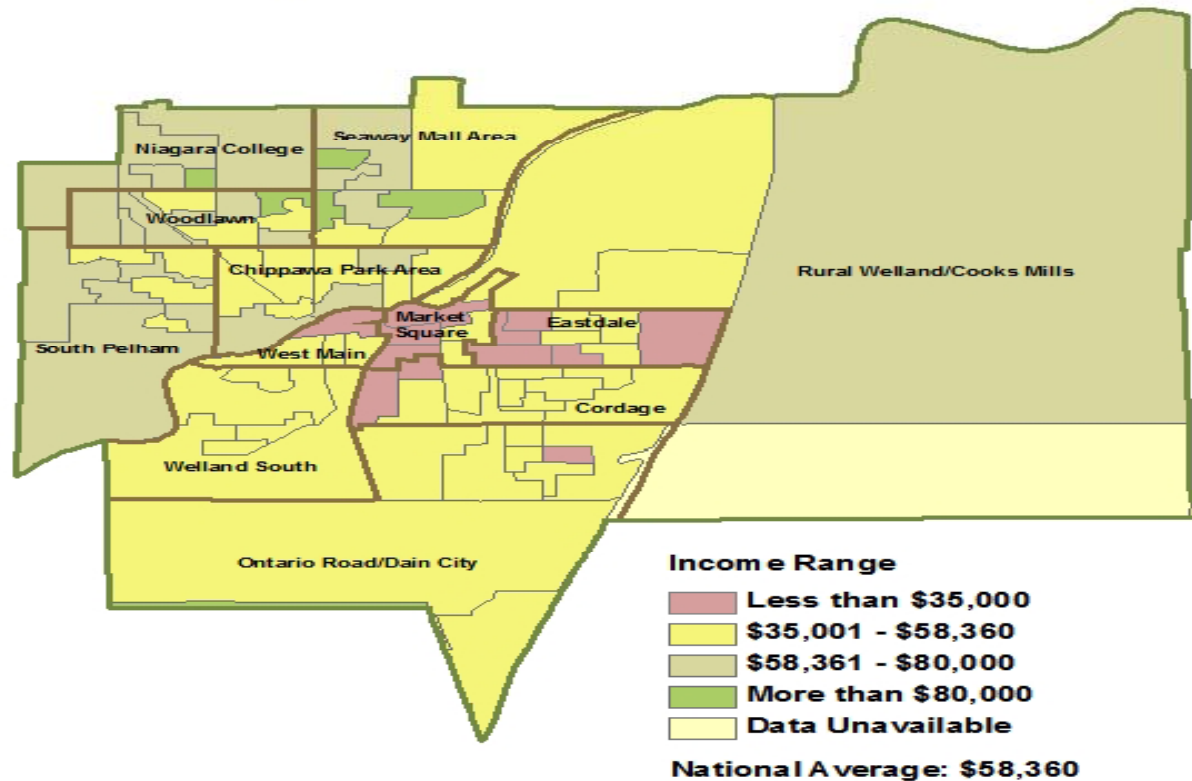 Seaway Mall Area
Niagara College
Woodlawn
Chippawa Park Area
Rural Welland/Cooks Mills
Market
Square
Eastdale
South Pelham
West Main
Cordage
Welland South
Ontario Road/Dain City
Income Range
Less than $35,000
$35,001 - $58,360
$58,361 - $80,000
More than $80,000
Data Unavailable
National Average: $58,360